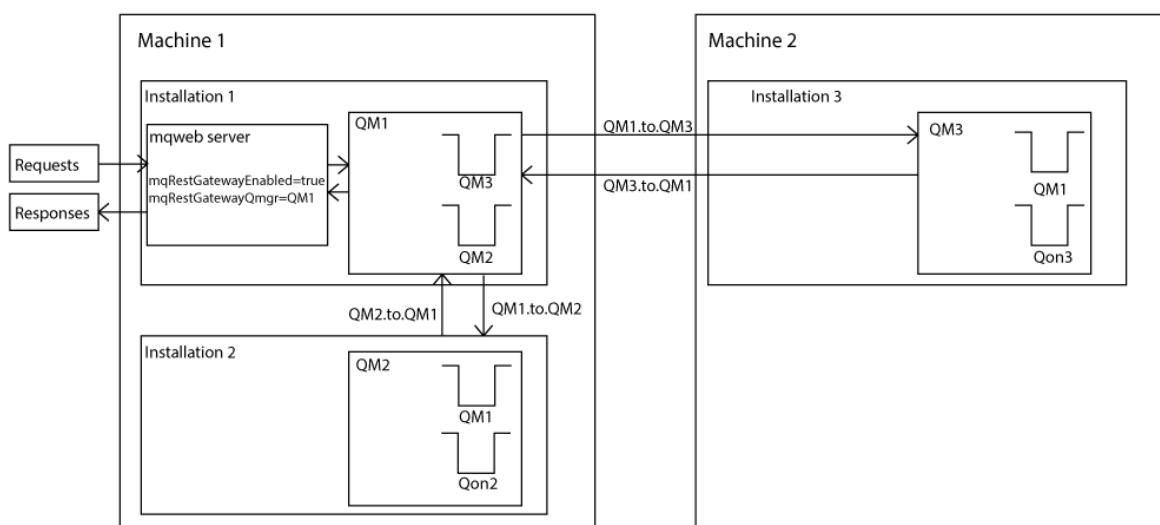 Machine 1
Machine 2
Installation 1
Installation 3
mqweb server
QM1
QM1.to.QM3
QM3
Requests
mqRestGatewayEnabled=true
mqRestGatewayQmgr=QM1
QM3
QM3.to.QM1
QM1
Responses
QM2
Qon3
QM2.to.QM1
QM1.to.QM2
Installation 2
QM2
QM1
Qon2